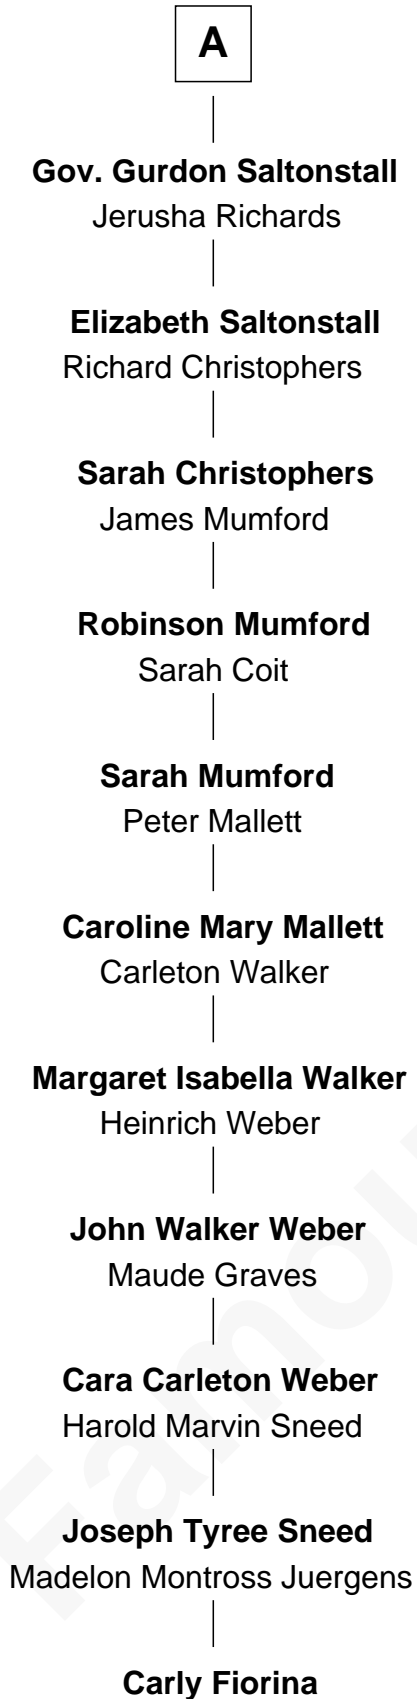 A
Gov. Gurdon Saltonstall
Jerusha Richards
Elizabeth Saltonstall
Richard Christophers
Sarah Christophers
James Mumford
Robinson Mumford
Sarah Coit
Sarah Mumford
Peter Mallett
Caroline Mary Mallett
Carleton Walker
Margaret Isabella Walker
Heinrich Weber
John Walker Weber
Maude Graves
Cara Carleton Weber
Harold Marvin Sneed
Joseph Tyree Sneed
Madelon Montross Juergens
Carly Fiorina
Famou